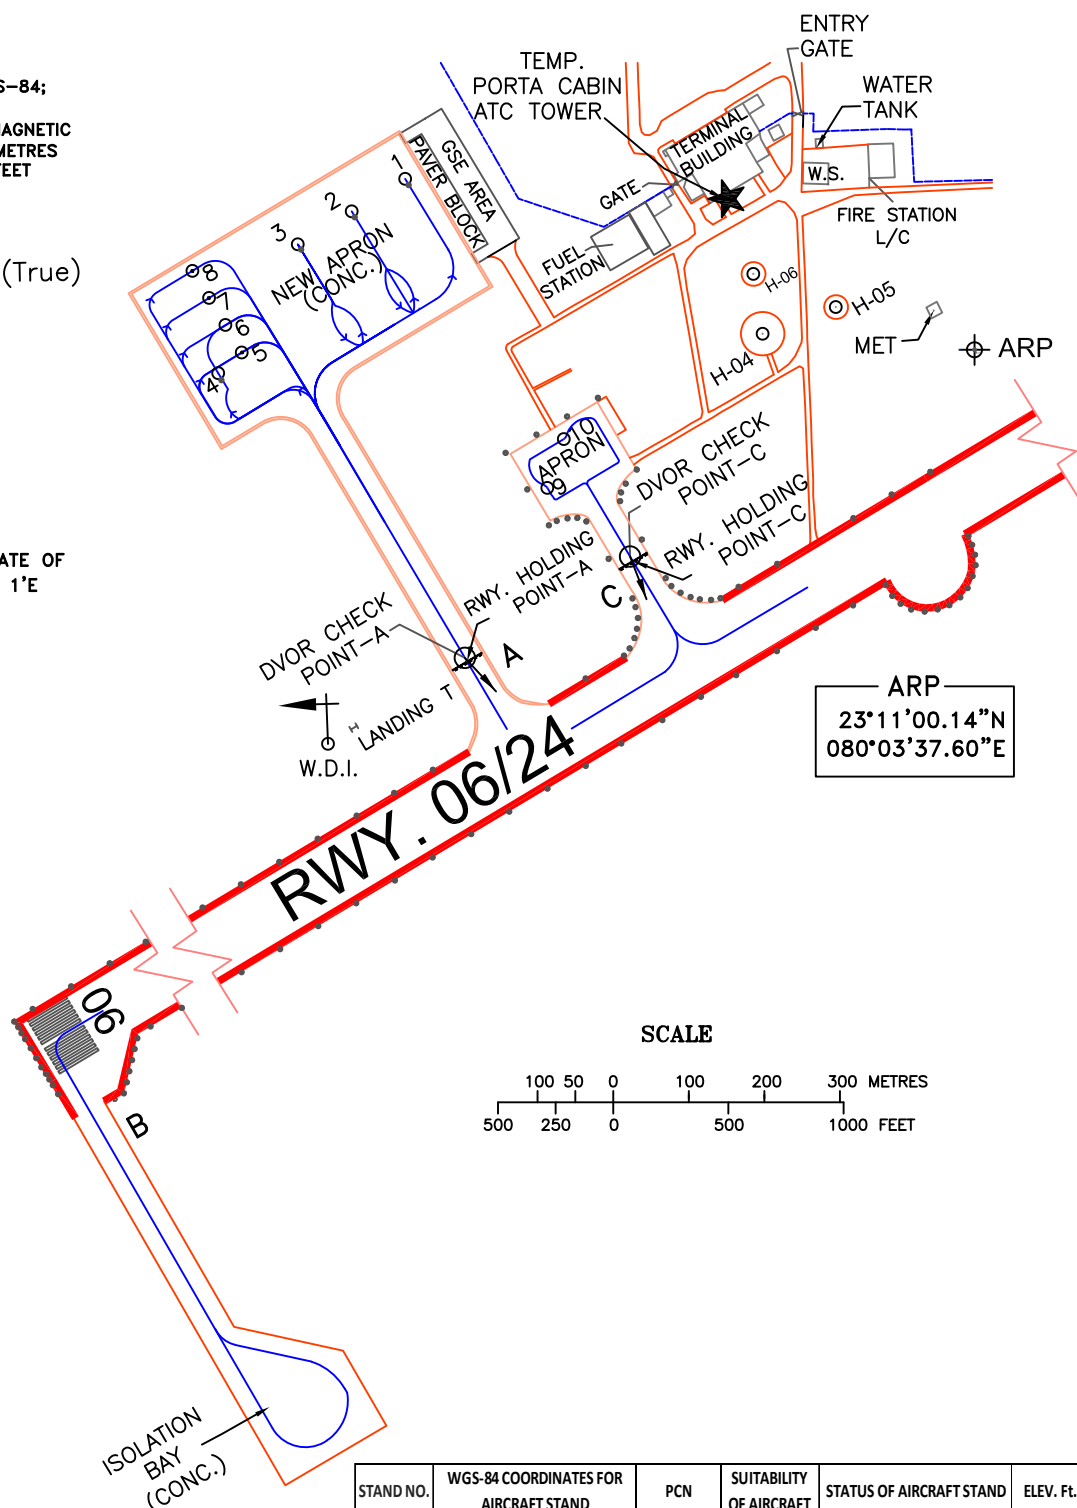 S-84;
AGNETIC
METRES
FEET
(True)
ATE OF
1'E
ENTRY
GATE
TEMP.
PORTA CABIN
ATC TOWER
WATER
TANK
TERMINAL
BUILDING
W.S.
FIRE STATION
L/C
GATE
FUEL
STATION
GSE AREA
PAVER BLOCK
1
2
3
NEW APRON
(CONC.)
8
7
6
5
4
H-06
H-05
H-04
MET
ARP
10
APRON
9
DVOR CHECK
POINT-C
RWY. HOLDING
POINT-C
RWY. HOLDING
POINT-A
C
A
DVOR CHECK
POINT-A
LANDING T
W.D.I.
ARP
23°11'00.14"N
080°03'37.60"E
RWY. 06/24
06
B
SCALE
100 50 0 100 200 300 METRES
500 250 0 500 1000 FEET
ISOLATION
BAY
(CONC.)
STAND NO.
WGS-84 COORDINATES FOR
AIRCRAFT STAND
PCN
SUITABILITY
OF AIRCRAFT
STATUS OF AIRCRAFT STAND
ELEV. Ft.